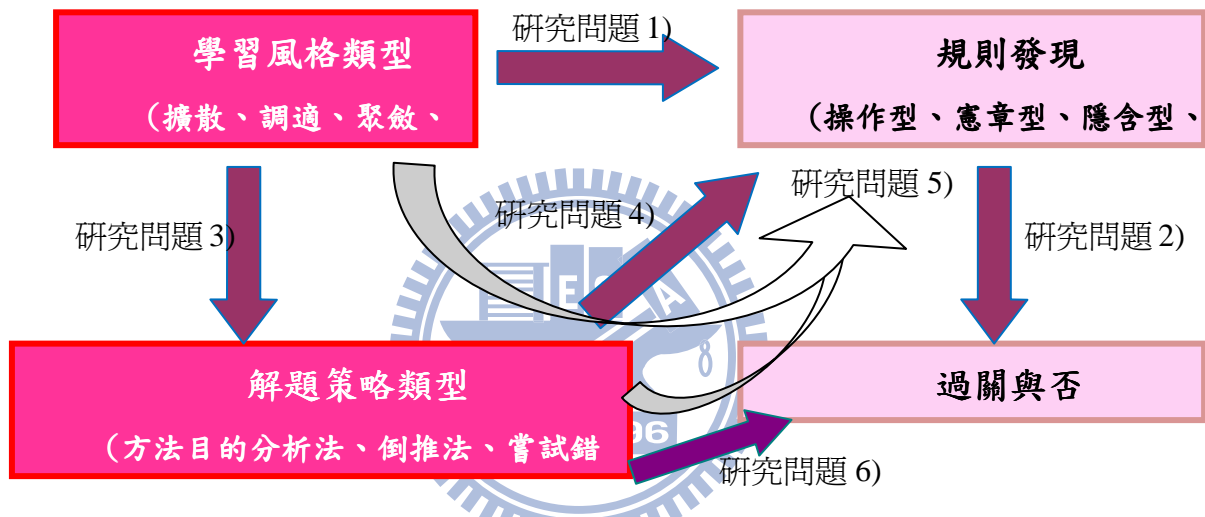 研究問題 1)
學習風格類型
(擴散、調適、聚斂、
規則發現
(操作型、憲章型、隱含型、
研究問題 3)
研究問題 4)
研究問題 5)
研究問題 2)
解題策略類型
(方法目的分析法、倒推法、嘗試錯
過關與否
研究問題 6)
E
A
8
96